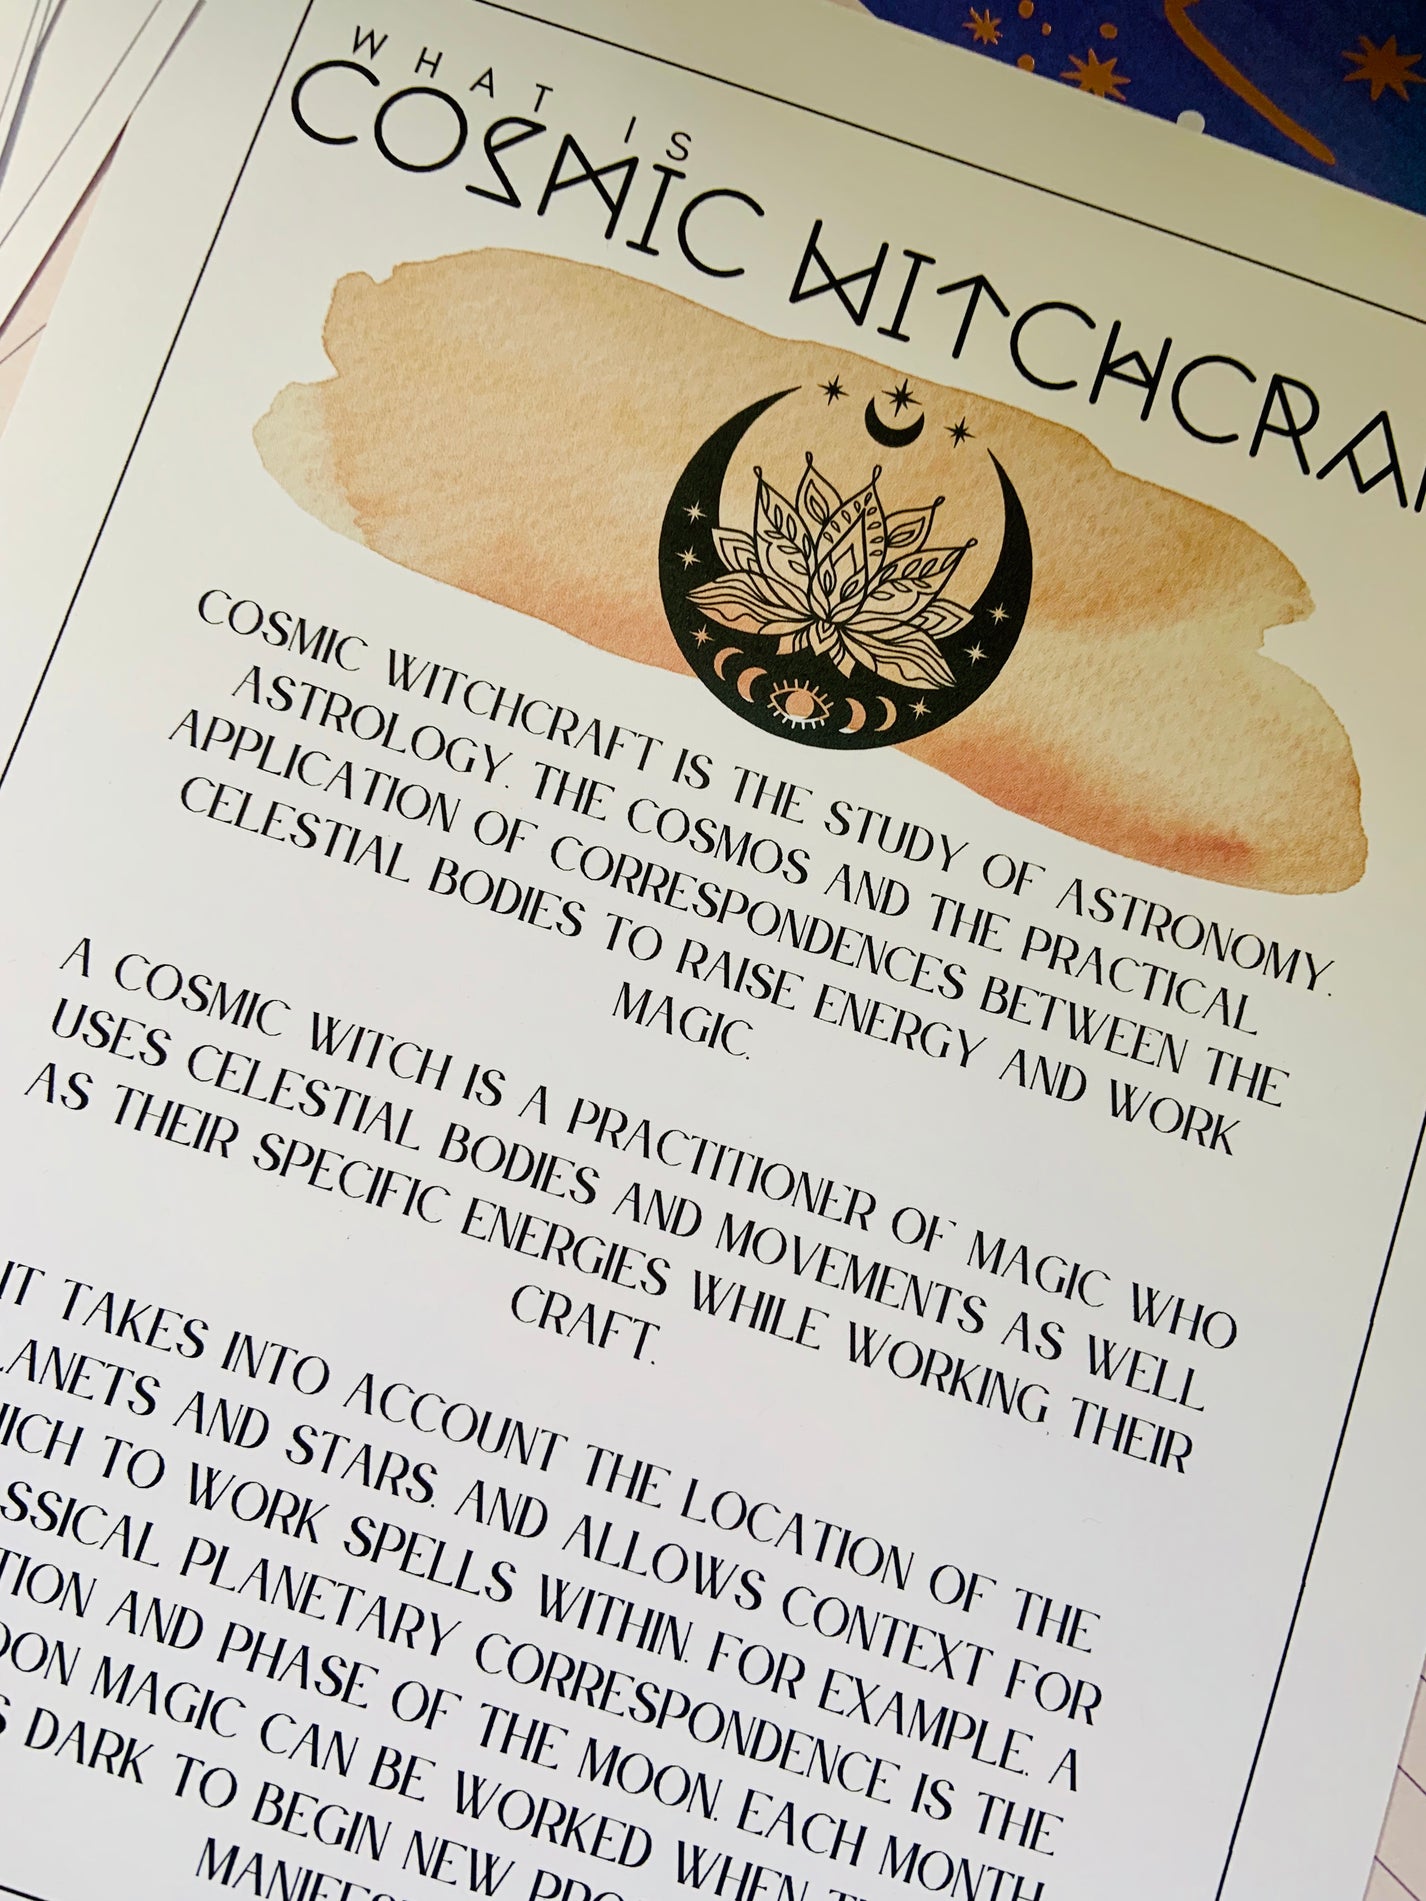 WHAT IS
COSMIC WITCHCRA
COSMIC WITCHCRAFT IS THE STUDY OF ASTRONOMY,
ASTROLOGY, THE COSMOS AND THE PRACTICAL
APPLICATION OF CORRESPONDENCES BETWEEN THE
CELESTIAL BODIES TO RAISE ENERGY AND WORK
MAGIC.
A COSMIC WITCH IS A PRACTITIONER OF MAGIC WHO
USES CELESTIAL BODIES AND MOVEMENTS AS WELL
AS THEIR SPECIFIC ENERGIES WHILE WORKING THEIR
CRAFT.
IT TAKES INTO ACCOUNT THE LOCATION OF THE
LANETS AND STARS, AND ALLOWS CONTEXT FOR
HICH TO WORK SPELLS WITHIN. FOR EXAMPLE, A
ASSICAL PLANETARY CORRESPONDENCE IS THE
TION AND PHASE OF THE MOON. EACH MONTH,
OON MAGIC CAN BE WORKED WHEN
S DARK TO BEGIN NEW